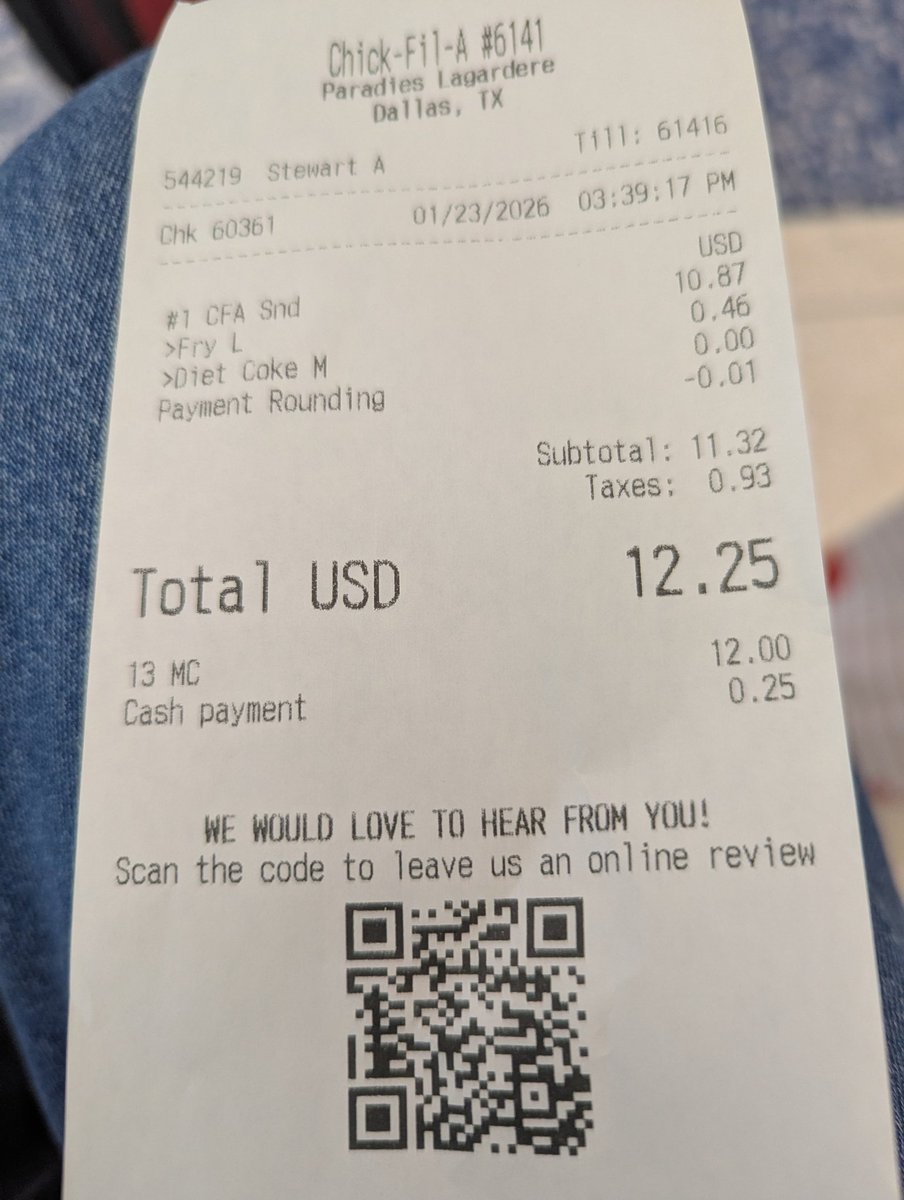 Chick-Fil-A #6141
Paradies Lagardere
Dallas, TX
544219 Stewart A Till: 61416
Chk 60361 01/23/2026 03:39:17 PM
USD
#1 CFA Snd 10.87
>Fry L 0.46
>Diet Coke M 0.00
Payment Rounding -0.01
Subtotal: 11.32
Taxes: 0.93
Total USD 12.25
13 MC 12.00
Cash payment 0.25
WE WOULD LOVE TO HEAR FROM YOU!
Scan the code to leave us an online review